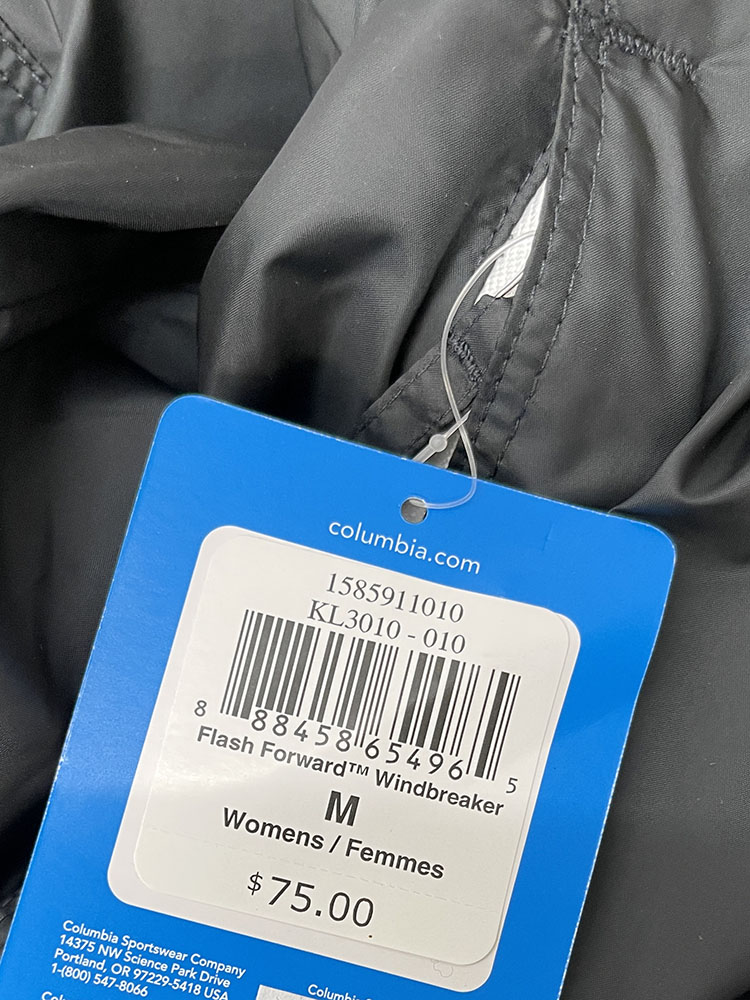 columbia.com
1585911010
KL3010 - 010
8 88458 65496 5
Flash Forward™ Windbreaker
M
Womens / Femmes
$75.00
Columbia Sportswear Company
14375 NW Science Park Drive
Portland, OR 97229-5418 USA
1-(800) 547-8066